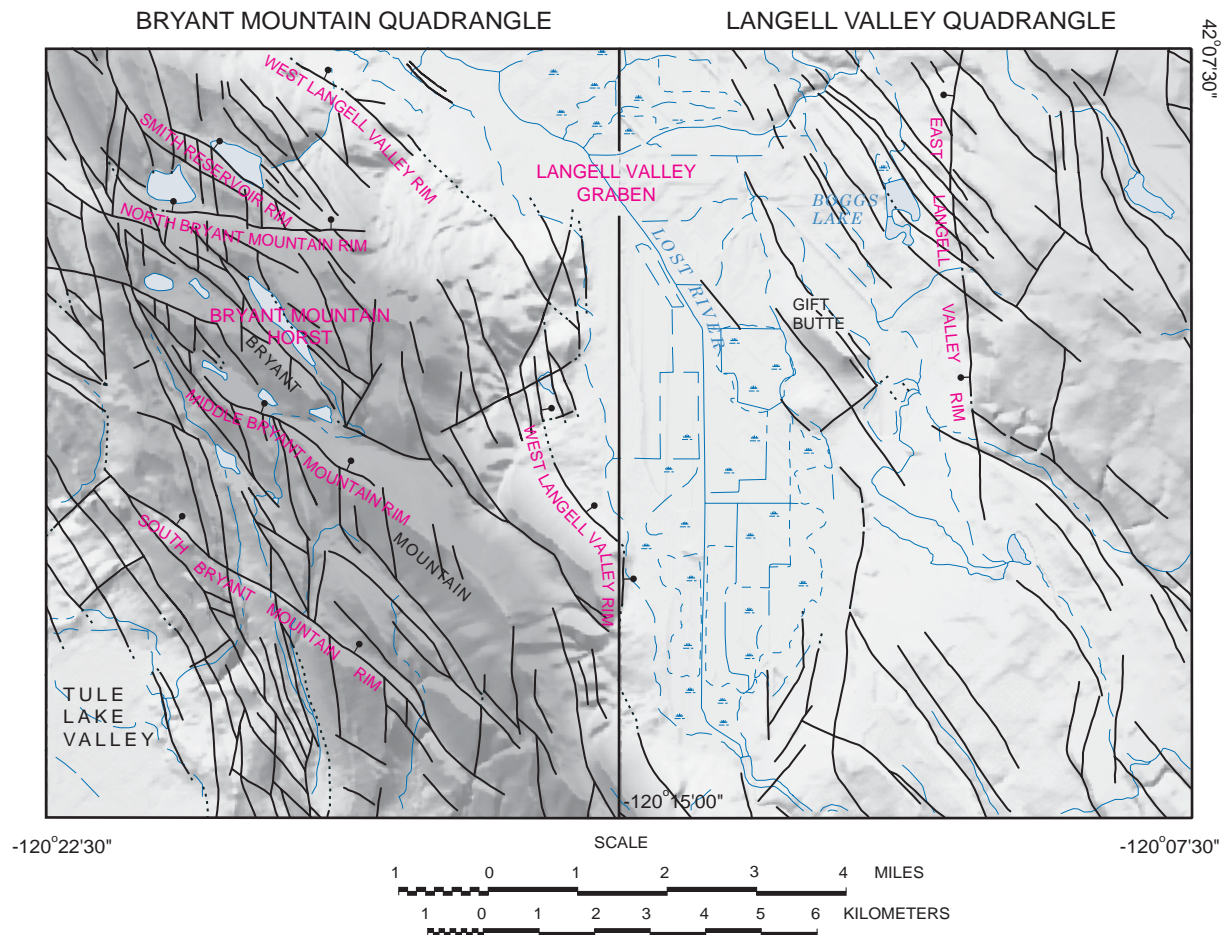 BRYANT MOUNTAIN QUADRANGLE
LANGELL VALLEY QUADRANGLE
42°07'30"
WEST LANGELL VALLEY RIM
SMITH RESERVOIR RIM
NORTH BRYANT MOUNTAIN RIM
LANGELL VALLEY
GRABEN
EAST LANGELL VALLEY RIM
BOGGS
LAKE
LOST RIVER
GIFT
BUTTE
BRYANT MOUNTAIN
HORST
BRYANT MOUNTAIN
MIDDLE BRYANT MOUNTAIN RIM
WEST LANGELL VALLEY RIM
SOUTH BRYANT MOUNTAIN RIM
TULE
LAKE
VALLEY
-120°15'00"
-120°22'30"
-120°07'30"
SCALE
1 0 1 2 3 4 MILES
1 0 1 2 3 4 5 6 KILOMETERS